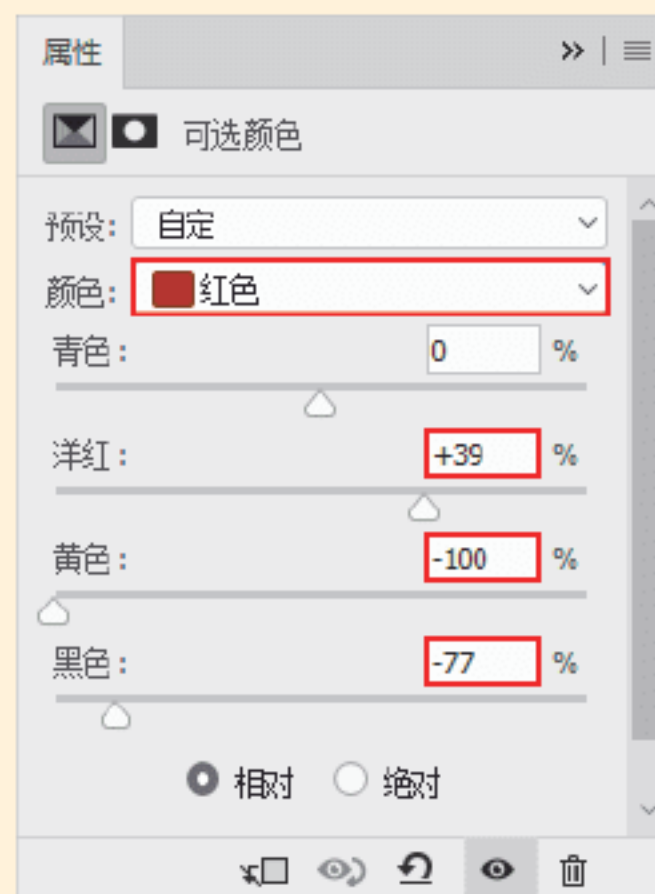 属性
可选颜色
预设: 自定
颜色: 红色
青色: 0 %
洋红: +39 %
黄色: -100 %
黑色: -77 %
相对 绝对